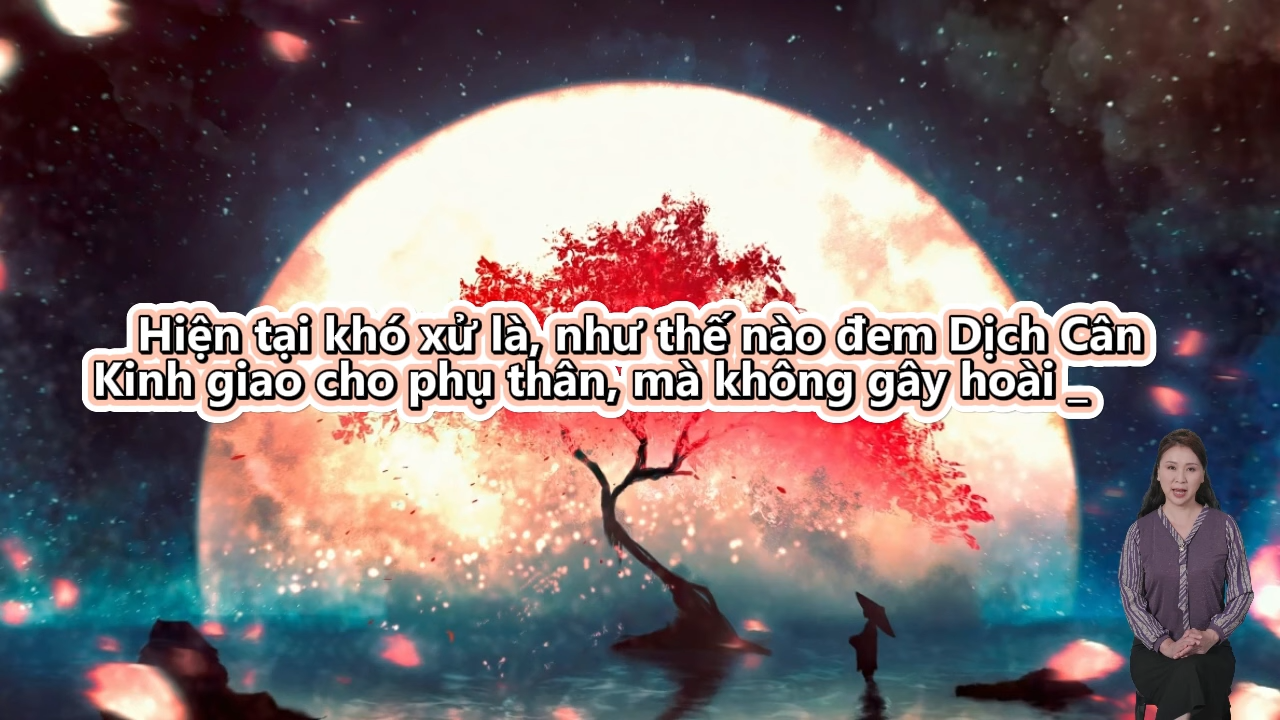 Hiện tại khó xử là, như thế nào đem Dịch Cân
Kinh giao cho phụ thân, mà không gây hoài _